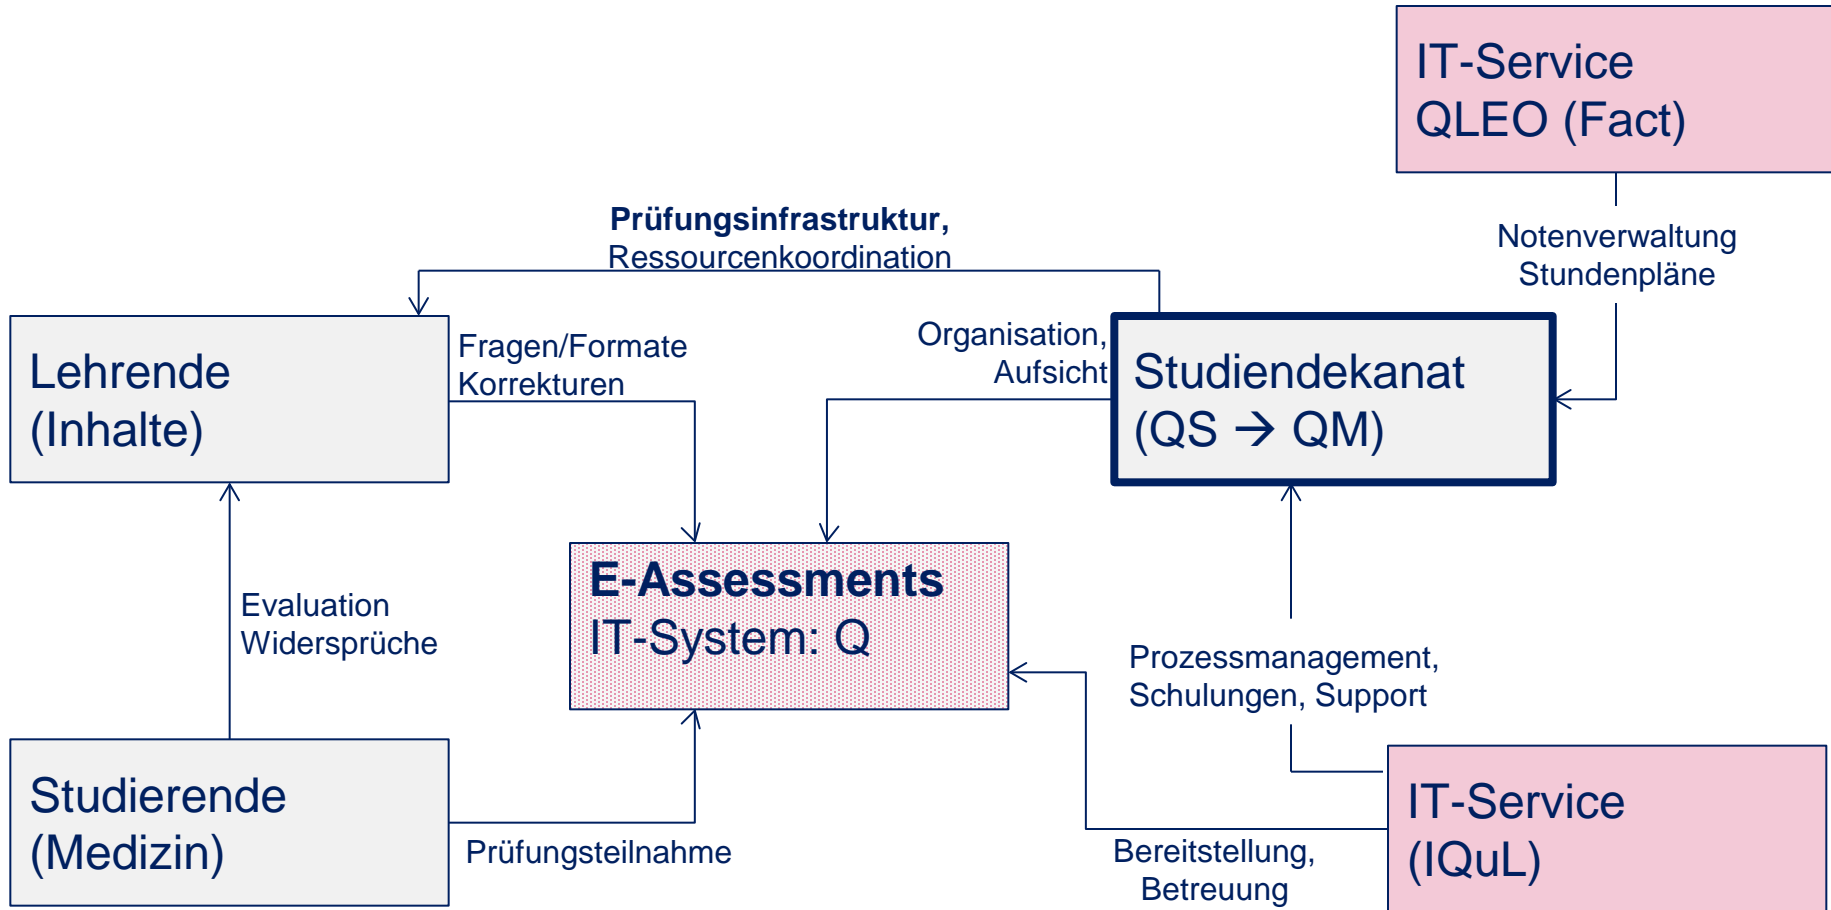 IT-Service
QLEO (Fact)
Prüfungsinfrastruktur,
Ressourcenkoordination
Notenverwaltung
Stundenpläne
Lehrende
(Inhalte)
Fragen/Formate
Korrekturen
Organisation,
Aufsicht
Studiendekanat
(QS → QM)
E-Assessments
IT-System: Q
Evaluation
Widersprüche
Prozessmanagement,
Schulungen, Support
Studierende
(Medizin)
Prüfungsteilnahme
Bereitstellung,
Betreuung
IT-Service
(IQuL)